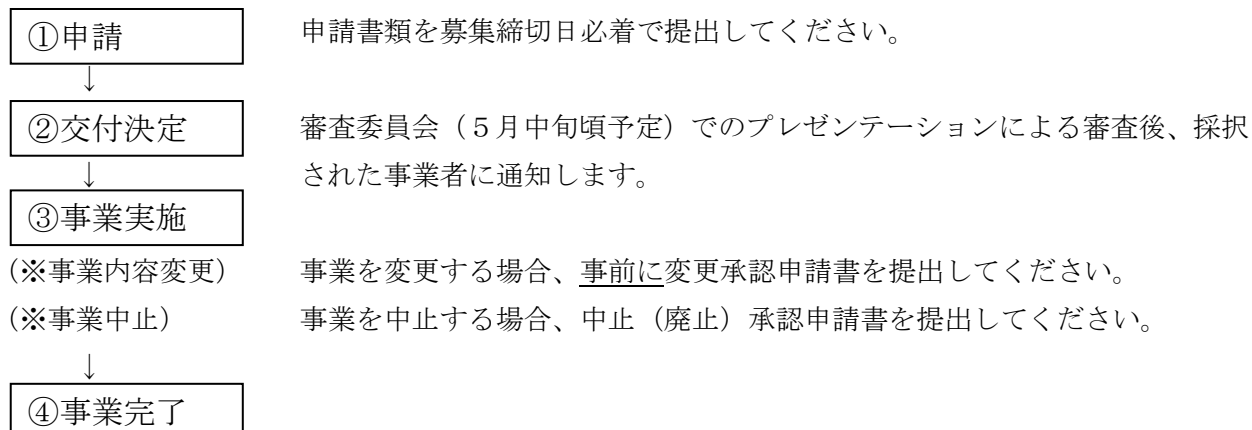 ①申請 申請書類を募集締切日必着で提出してください。
↓
②交付決定 審査委員会(5月中旬頃予定)でのプレゼンテーションによる審査後、採択
↓ された事業者に通知します。
③事業実施
(※事業内容変更) 事業を変更する場合、事前に変更承認申請書を提出してください。
(※事業中止) 事業を中止する場合、中止(廃止)承認申請書を提出してください。
↓
④事業完了